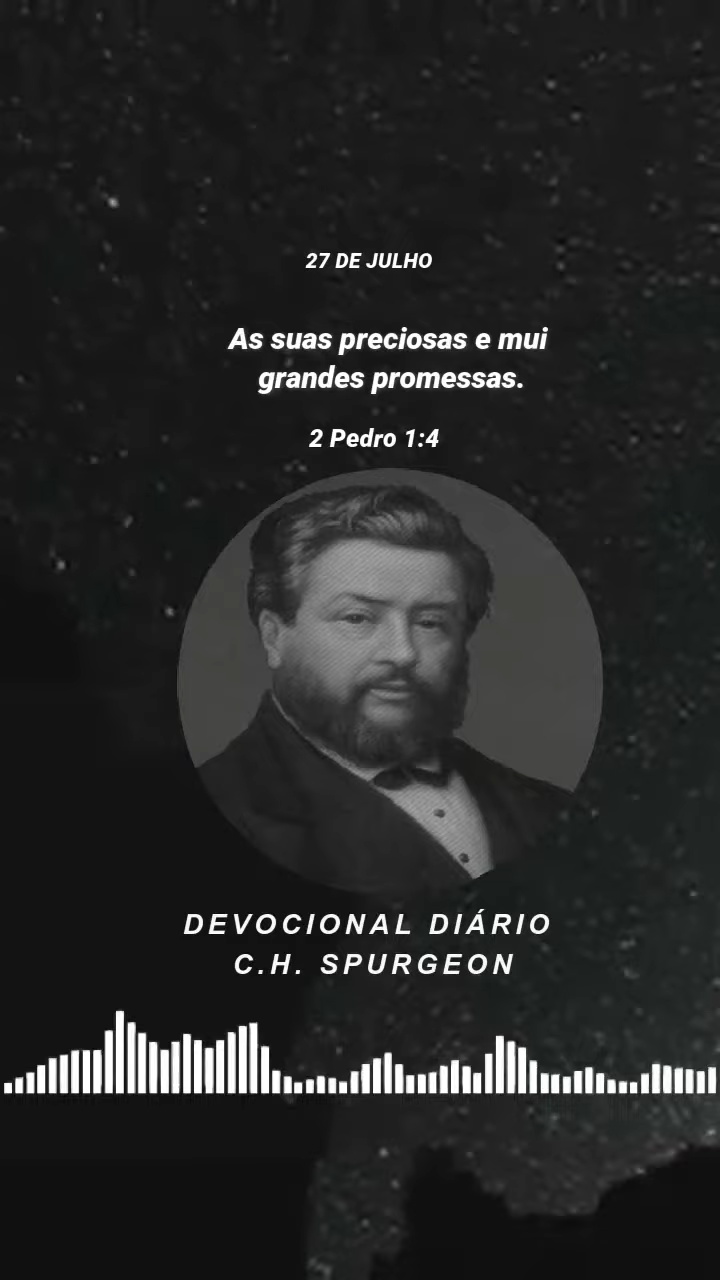 27 DE JULHO
As suas preciosas e mui
grandes promessas.
2 Pedro 1:4
DEVOCIONAL DIÁRIO
C.H. SPURGEON